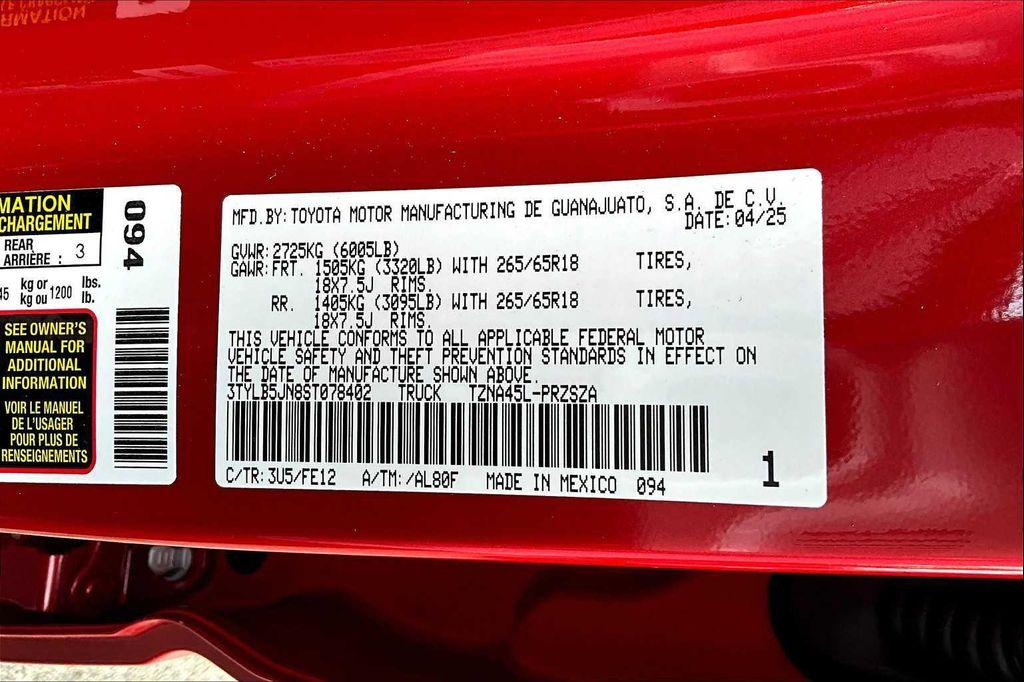 RMATION
MATION
CHARGEMENT
REAR
ARRIÈRE : 3
45 kg or 1200 lbs.
kg ou lb.
SEE OWNER'S
MANUAL FOR
ADDITIONAL
INFORMATION
VOIR LE MANUEL
DE L'USAGER
POUR PLUS DE
RENSEIGNEMENTS
094
MFD.BY: TOYOTA MOTOR MANUFACTURING DE GUANAJUATO, S.A. DE C.V.
DATE: 04/25
GVWR: 2725KG (6005LB)
GAWR: FRT. 1505KG (3320LB) WITH 265/65R18 TIRES,
18X7.5J RIMS.
RR. 1405KG (3095LB) WITH 265/65R18 TIRES,
18X7.5J RIMS.
THIS VEHICLE CONFORMS TO ALL APPLICABLE FEDERAL MOTOR
VEHICLE SAFETY AND THEFT PREVENTION STANDARDS IN EFFECT ON
THE DATE OF MANUFACTURE SHOWN ABOVE.
3TYLB5JN8ST078402 TRUCK TZNA45L-PRZSZA
C/TR: 3U5/FE12 A/TM: /AL80F MADE IN MEXICO 094
1